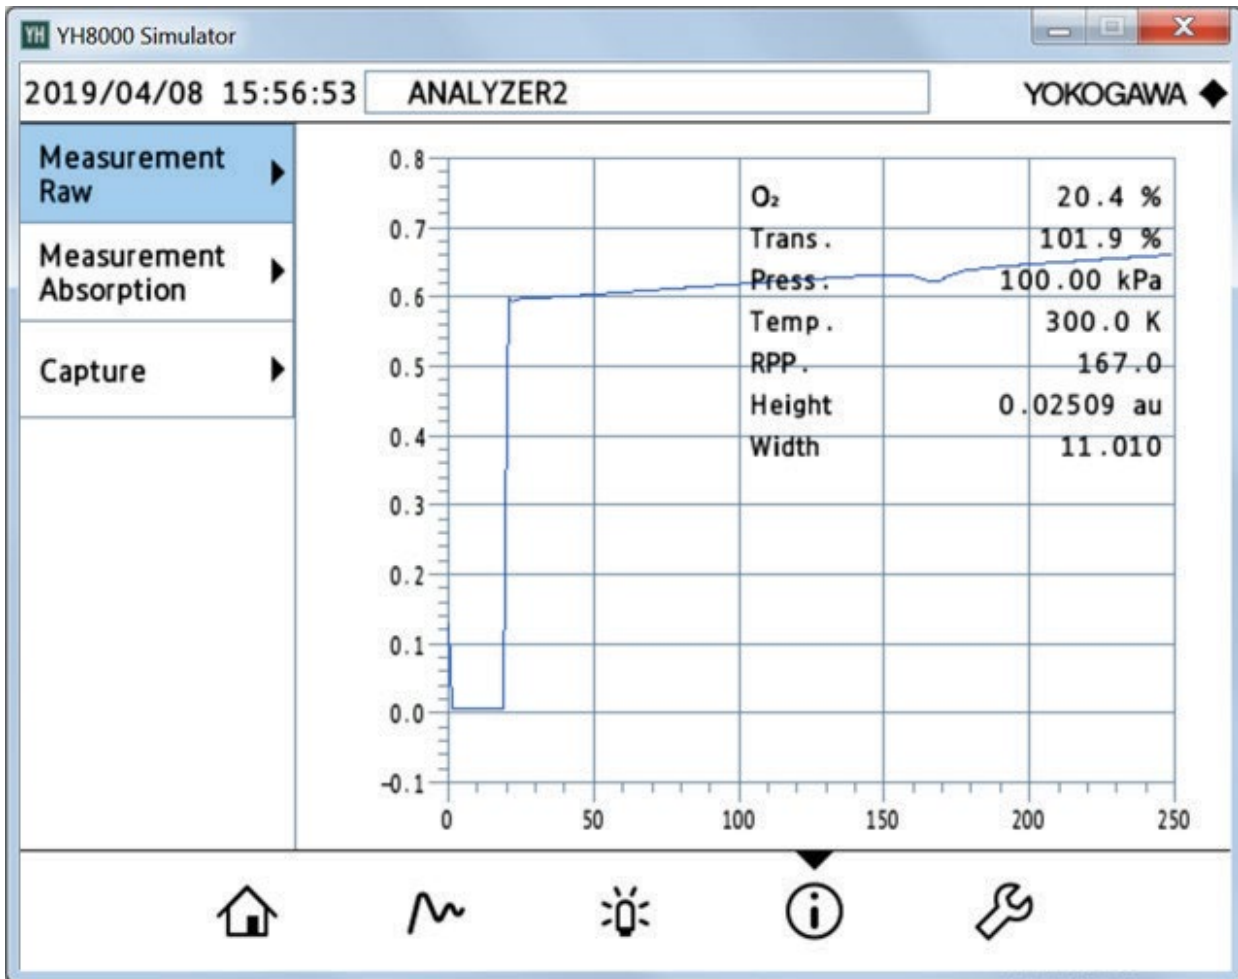 YH YH8000 Simulator
2019/04/08 15:56:53 ANALYZER2 YOKOGAWA
Measurement
Raw
Measurement
Absorption
Capture
0.8
0.7
0.6
0.5
0.4
0.3
0.2
0.1
0.0
-0.1
0 50 100 150 200 250
O₂ 20.4 %
Trans. 101.9 %
Press. 100.00 kPa
Temp. 300.0 K
RPP. 167.0
Height 0.02509 au
Width 11.010